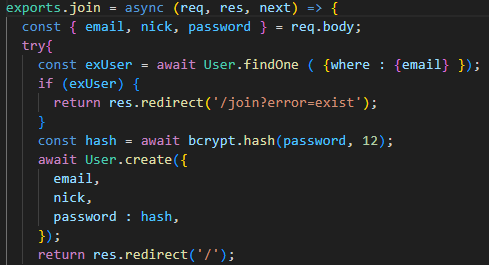 exports.join = async (req, res, next) => {
  const { email, nick, password } = req.body;
  try{
    const exUser = await User.findOne ( {where : {email} });
    if (exUser) {
      return res.redirect('/join?error=exist');
    }
    const hash = await bcrypt.hash(password, 12);
    await User.create({
      email,
      nick,
      password : hash,
    });
    return res.redirect('/');